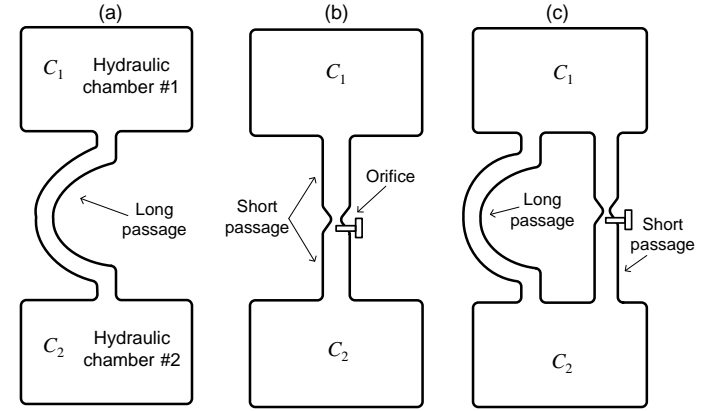 (a)
(b)
(c)
C1 Hydraulic
chamber #1
C1
C1
Long
passage
Short
passage
Orifice
Long
passage
Short
passage
C2 Hydraulic
chamber #2
C2
C2